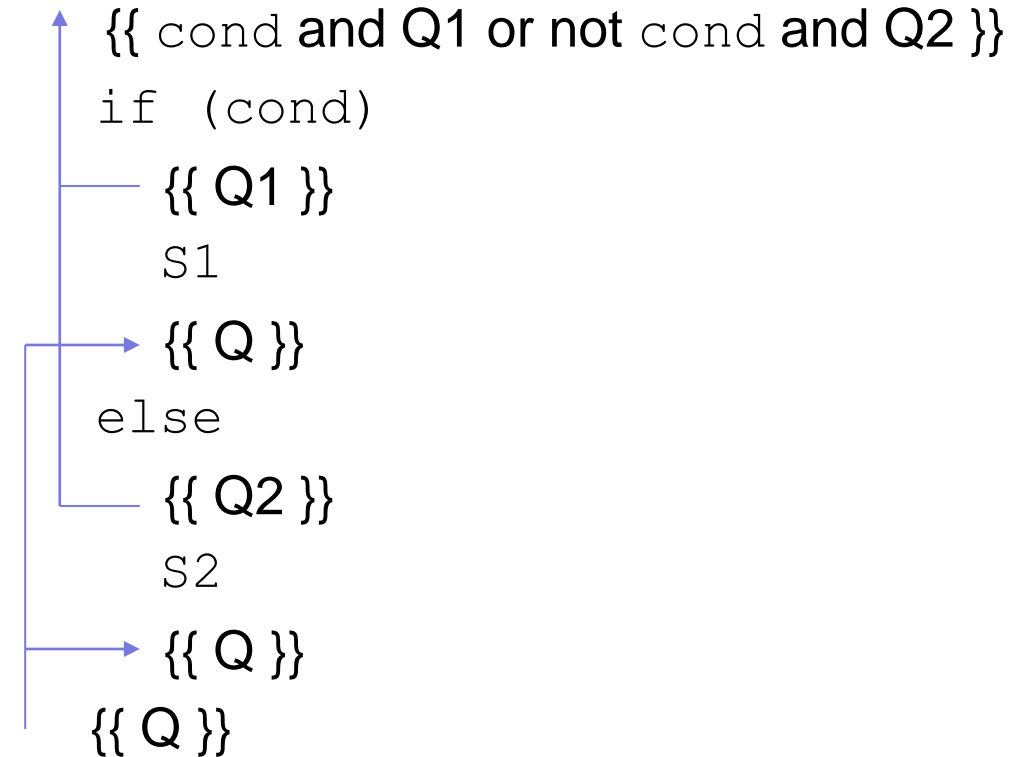 {{ cond and Q1 or not cond and Q2 }}
if (cond)
{{ Q1 }}
S1
{{ Q }}
else
{{ Q2 }}
S2
{{ Q }}
{{ Q }}